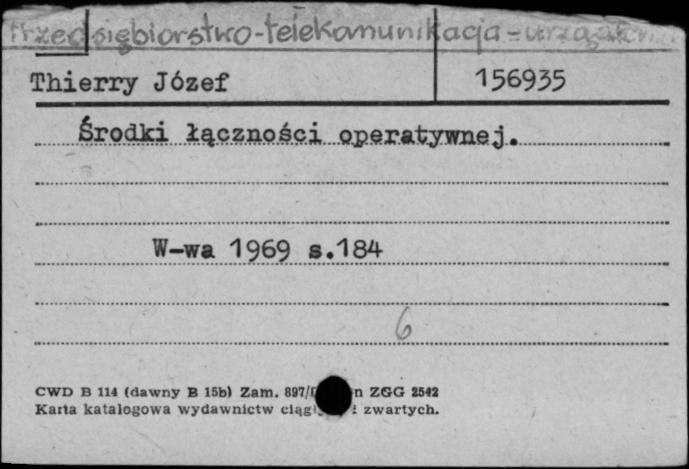 Przedsiębiorstwo-telekomunikacja-urządzenia
Thierry Józef 156935
Środki łączności operatywnej.
W-wa 1969 s.184
6
CWD B 114 (dawny B 15b) Zam. 897/ n ZGG 2542
Karta katalogowa wydawnictw ciąg i zwartych.